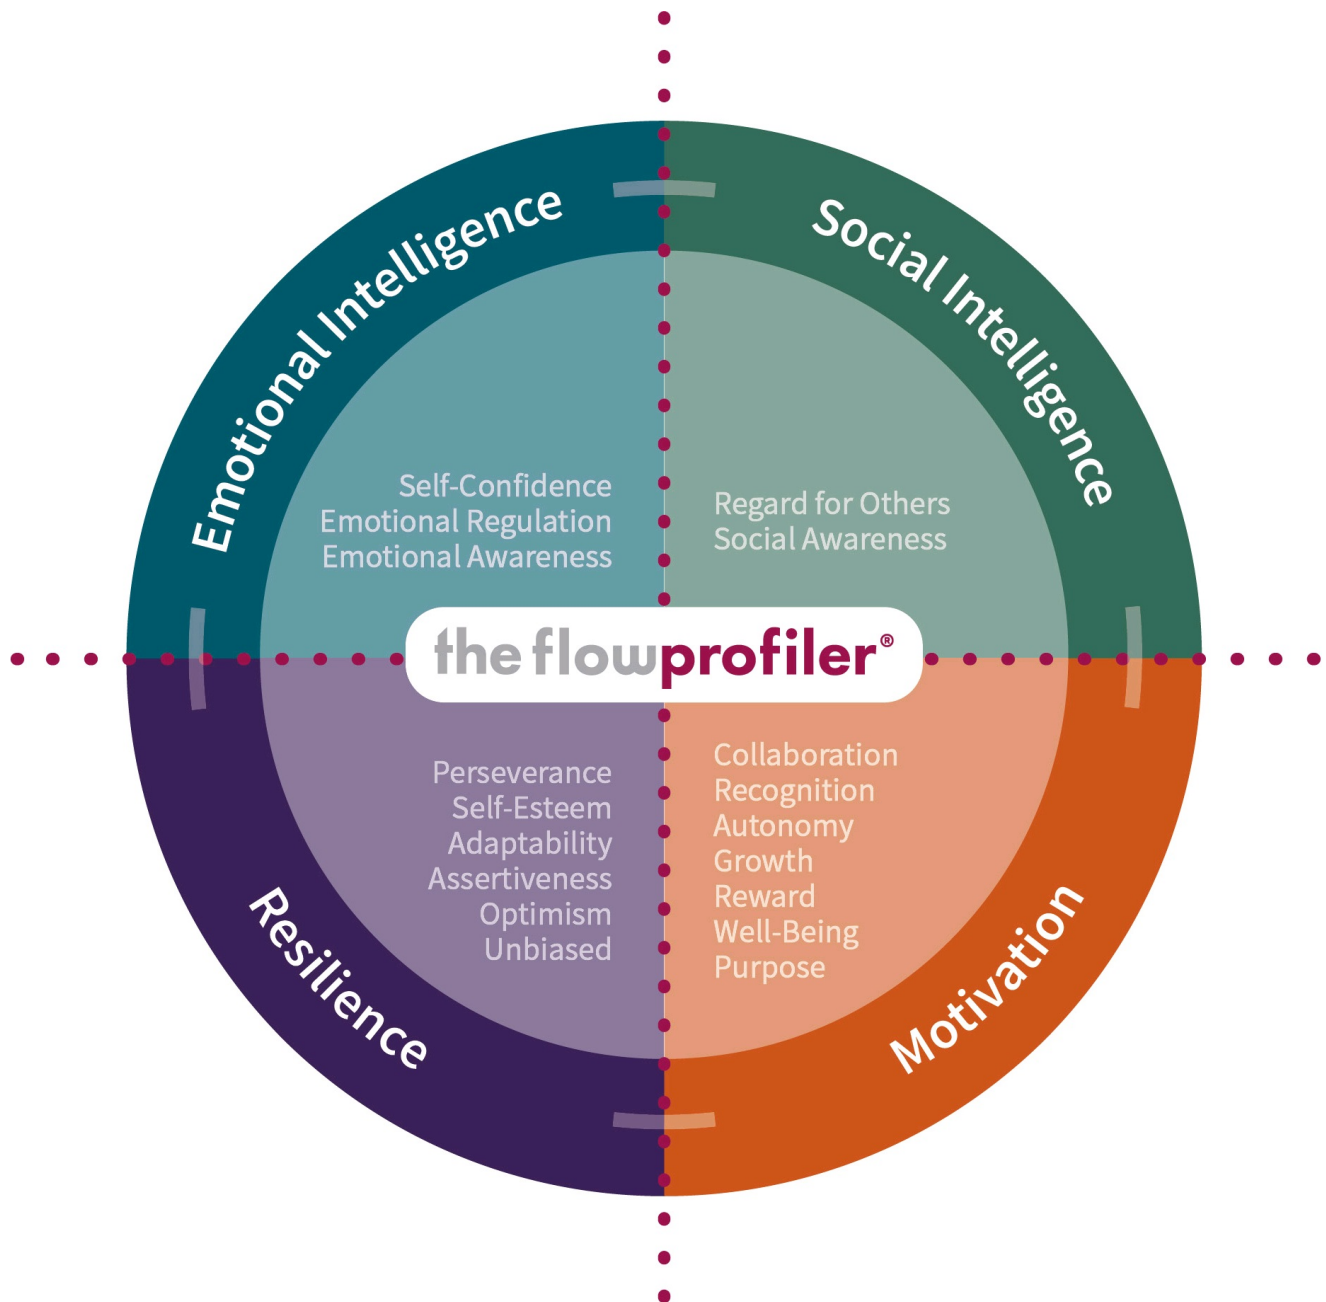 Emotional Intelligence
Social Intelligence
Self-Confidence
Emotional Regulation
Emotional Awareness
Regard for Others
Social Awareness
the flowprofiler®
Perseverance
Self-Esteem
Adaptability
Assertiveness
Optimism
Unbiased
Collaboration
Recognition
Autonomy
Growth
Reward
Well-Being
Purpose
Resilience
Motivation